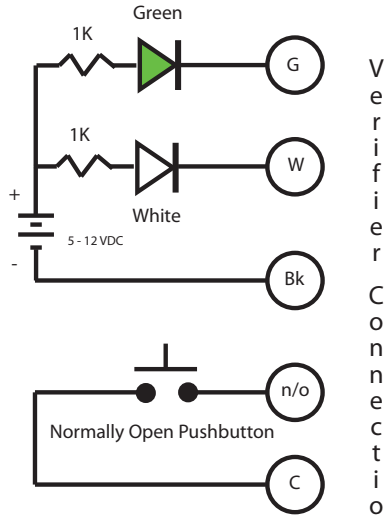 Green
1K
G
1K
W
White
+
5 - 12 VDC
-
Bk
n/o
Normally Open Pushbutton
C
Verifier Connectio